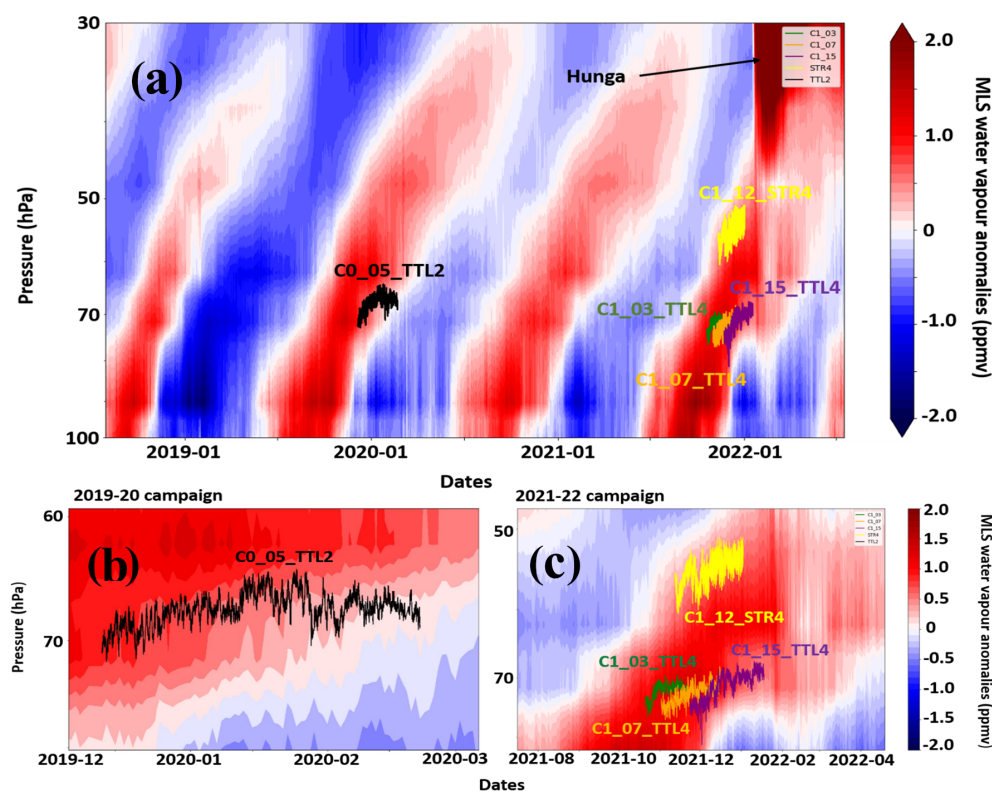 30
50
70
100
Pressure (hPa)
(a)
Hunga
C1_03
C1_07
C1_15
STR4
TTL2
C1_12_STR4
C0_05_TTL2
C1_15_TTL4
C1_03_TTL4
C1_07_TTL4
2019-01
2020-01
2021-01
2022-01
Dates
2.0
1.0
0
-1.0
-2.0
MLS water vapour anomalies (ppmv)
2019-20 campaign
60
70
Pressure (hPa)
(b)
C0_05_TTL2
2019-12
2020-01
2020-02
2020-03
2021-22 campaign
50
70
(c)
C1_03
C1_07
C1_15
STR4
TTL2
C1_12_STR4
C1_03_TTL4
C1_15_TTL4
C1_07_TTL4
2021-08
2021-10
2021-12
2022-02
2022-04
Dates
2.0
1.5
1.0
0.5
0
-0.5
-1.0
-1.5
-2.0
MLS water vapour anomalies (ppmv)